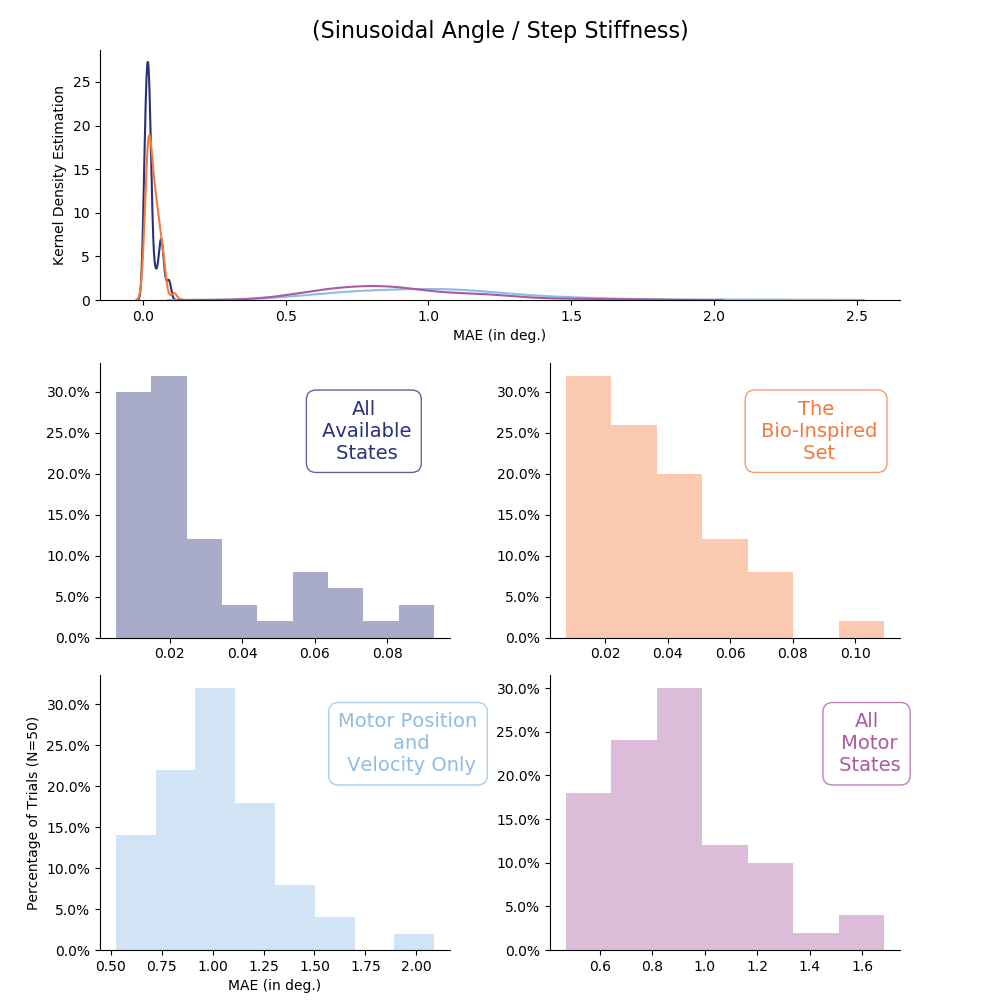 (Sinusoidal Angle / Step Stiffness)
Kernel Density Estimation
25
20
15
10
5
0
0.0 0.5 1.0 1.5 2.0 2.5
MAE (in deg.)
30.0%
25.0%
20.0%
15.0%
10.0%
5.0%
0.0%
0.02 0.04 0.06 0.08
All
Available
States
30.0%
25.0%
20.0%
15.0%
10.0%
5.0%
0.0%
0.02 0.04 0.06 0.08 0.10
The
Bio-Inspired
Set
Percentage of Trials (N=50)
30.0%
25.0%
20.0%
15.0%
10.0%
5.0%
0.0%
0.50 0.75 1.00 1.25 1.50 1.75 2.00
MAE (in deg.)
Motor Position
and
Velocity Only
30.0%
25.0%
20.0%
15.0%
10.0%
5.0%
0.0%
0.6 0.8 1.0 1.2 1.4 1.6
All
Motor
States